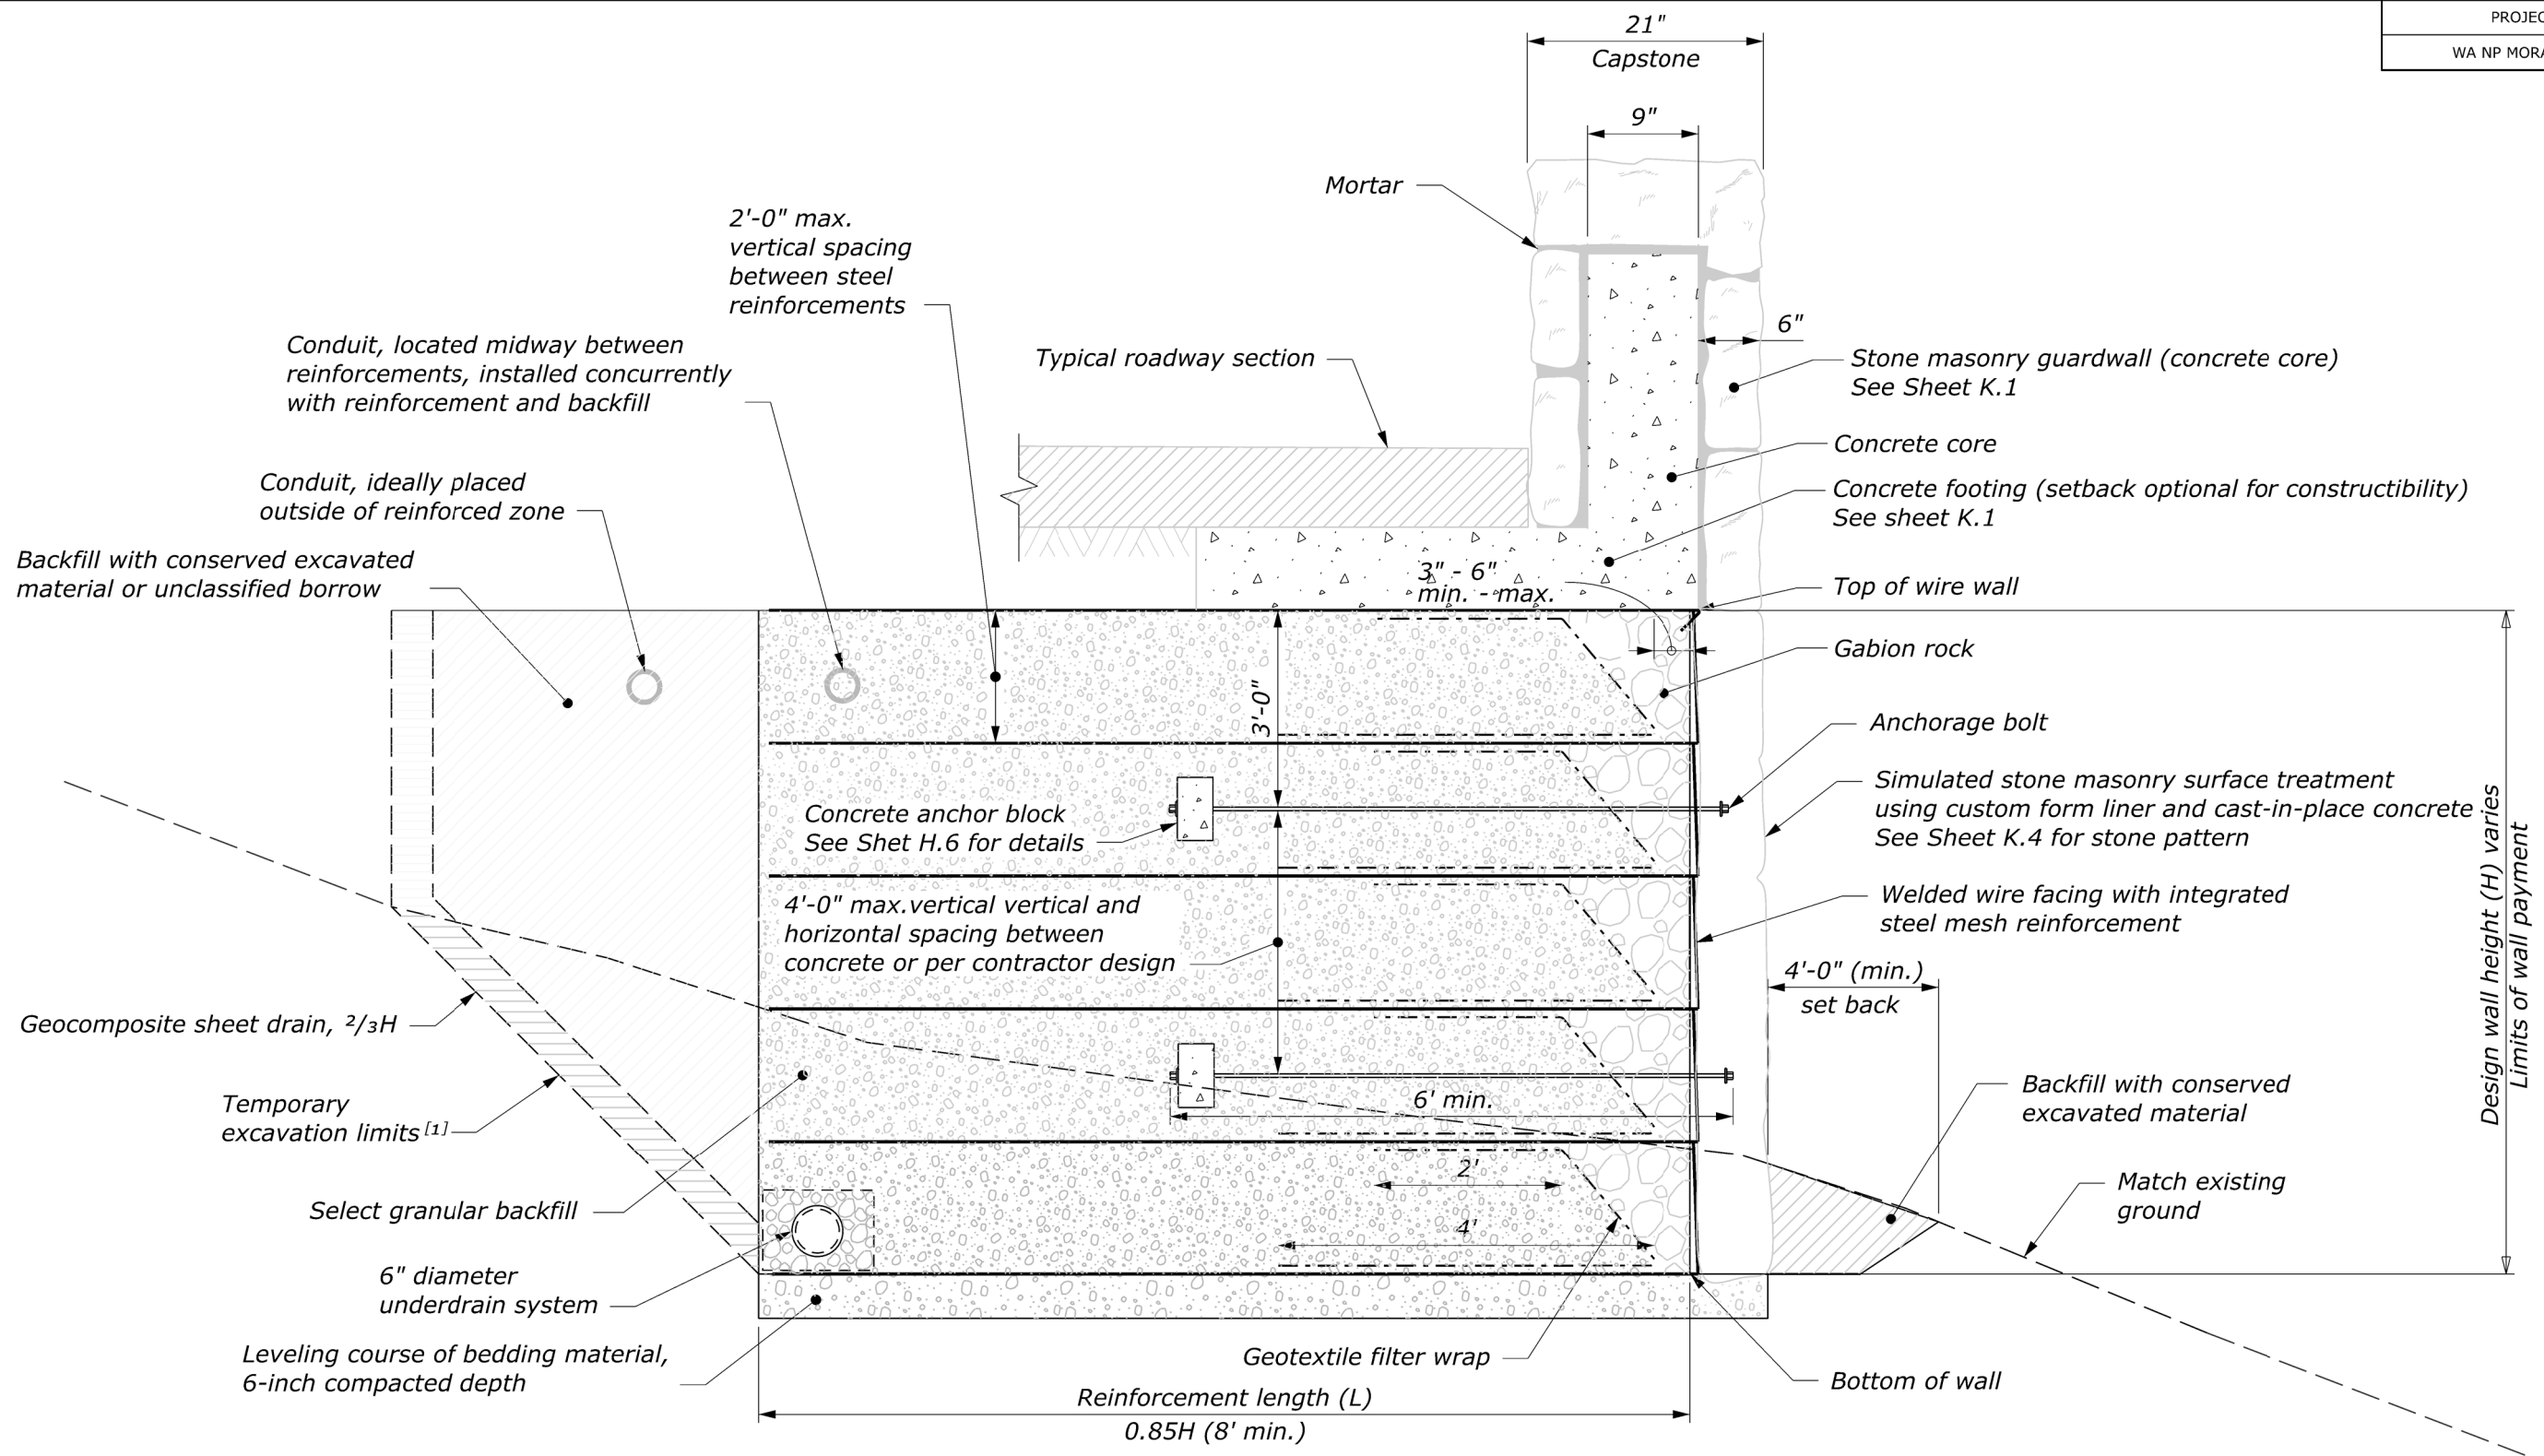 PROJEC
WA NP MORA
21"
Capstone
9"
Mortar
2'-0" max.
vertical spacing
between steel
reinforcements
6"
Conduit, located midway between
reinforcements, installed concurrently
with reinforcement and backfill
Typical roadway section
Stone masonry guardwall (concrete core)
See Sheet K.1
Concrete core
Conduit, ideally placed
outside of reinforced zone
Concrete footing (setback optional for constructibility)
See sheet K.1
Backfill with conserved excavated
material or unclassified borrow
3" - 6"
min. - max.
Top of wire wall
Gabion rock
3'-0"
Anchorage bolt
Simulated stone masonry surface treatment
using custom form liner and cast-in-place concrete
See Sheet K.4 for stone pattern
Concrete anchor block
See Shet H.6 for details
Welded wire facing with integrated
steel mesh reinforcement
4'-0" max.vertical vertical and
horizontal spacing between
concrete or per contractor design
4'-0" (min.)
set back
Design wall height (H) varies
Limits of wall payment
Geocomposite sheet drain, ²/₃H
Temporary
excavation limits [1]
6' min.
Backfill with conserved
excavated material
2'
Match existing
ground
Select granular backfill
4'
6" diameter
underdrain system
Leveling course of bedding material,
6-inch compacted depth
Geotextile filter wrap
Bottom of wall
Reinforcement length (L)
0.85H (8' min.)